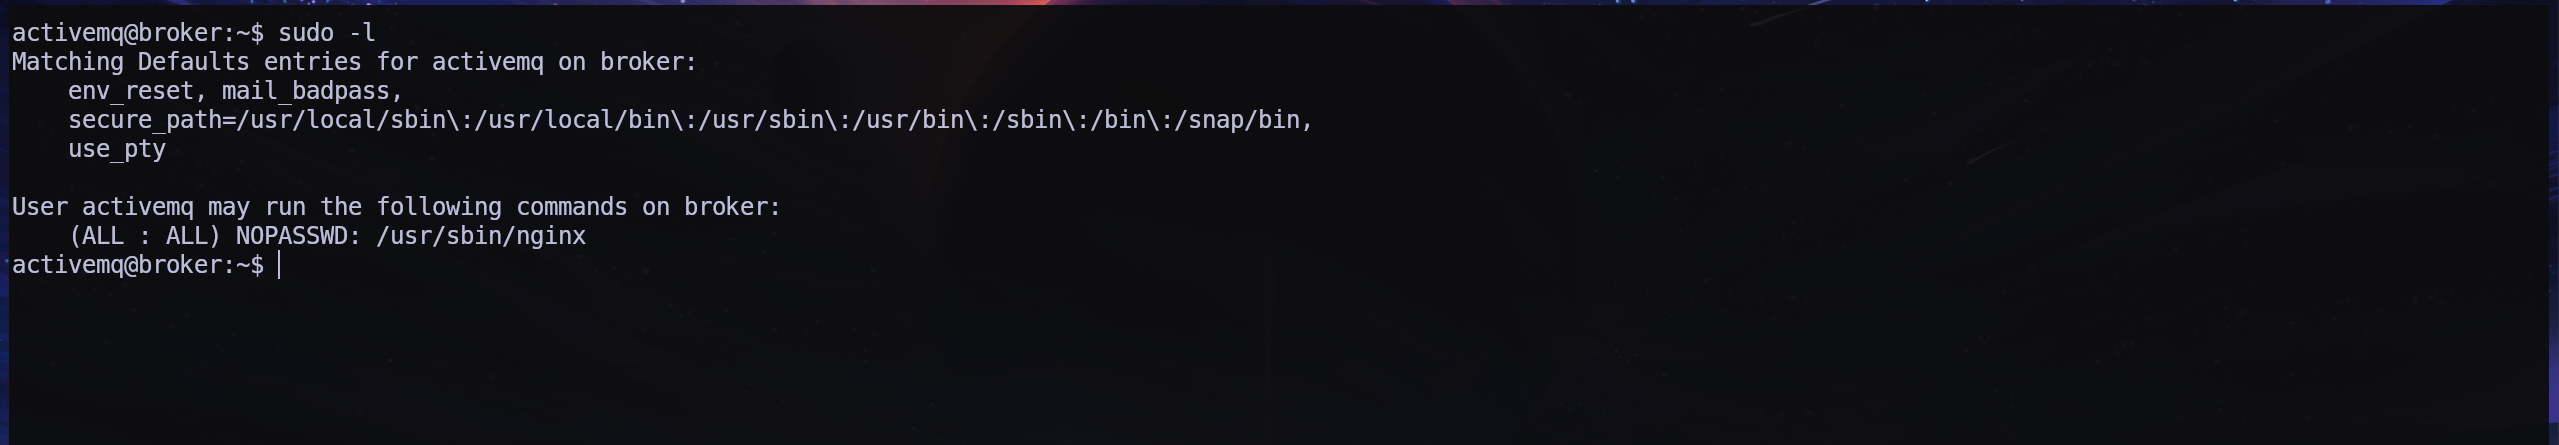 activemq@broker:~$ sudo -l
Matching Defaults entries for activemq on broker:
    env_reset, mail_badpass,
    secure_path=/usr/local/sbin\:/usr/local/bin\:/usr/sbin\:/usr/bin\:/sbin\:/bin\:/snap/bin,
    use_pty

User activemq may run the following commands on broker:
    (ALL : ALL) NOPASSWD: /usr/sbin/nginx
activemq@broker:~$